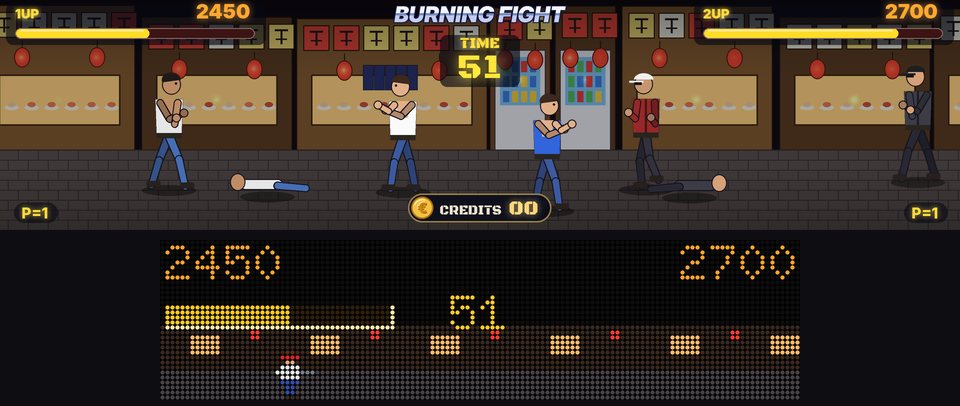 1UP 2450
BURNING FIGHT
2UP 2700
TIME
51
P=1
CREDITS 00
P=1
2450
2700
51